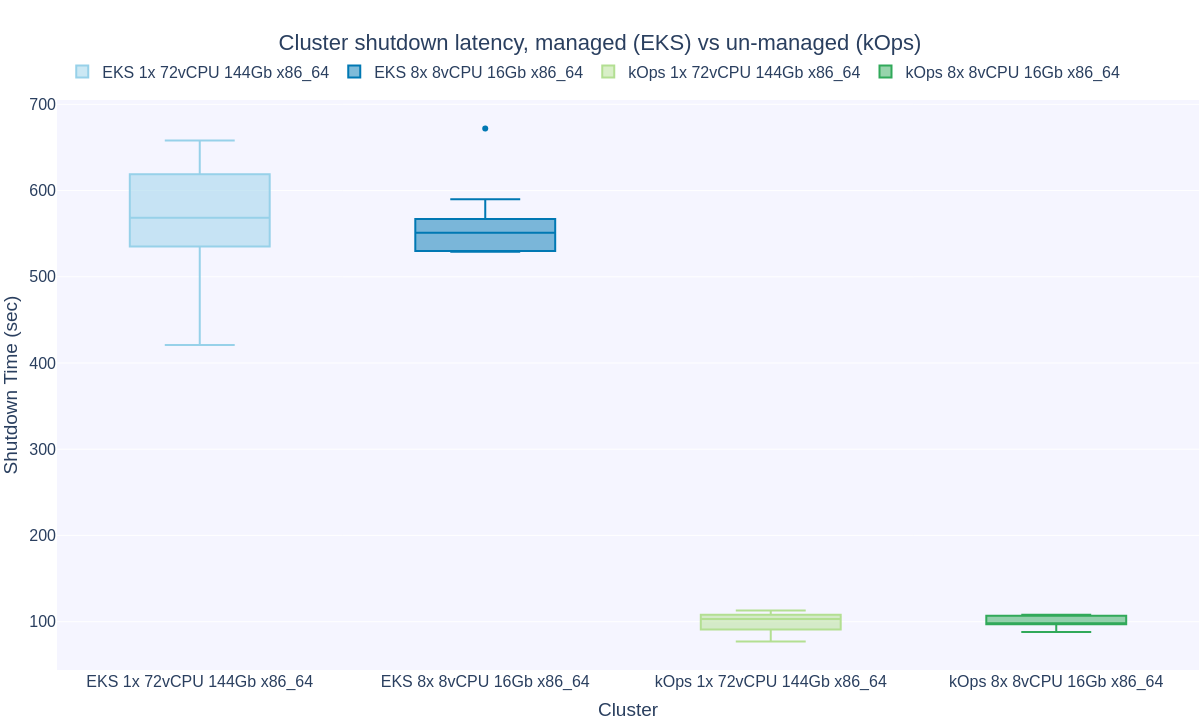 Cluster shutdown latency, managed (EKS) vs un-managed (kOps)
EKS 1x 72vCPU 144Gb x86_64 EKS 8x 8vCPU 16Gb x86_64 kOps 1x 72vCPU 144Gb x86_64 kOps 8x 8vCPU 16Gb x86_64
700
600
500
400
300
200
100
Shutdown Time (sec)
EKS 1x 72vCPU 144Gb x86_64 EKS 8x 8vCPU 16Gb x86_64 kOps 1x 72vCPU 144Gb x86_64 kOps 8x 8vCPU 16Gb x86_64
Cluster